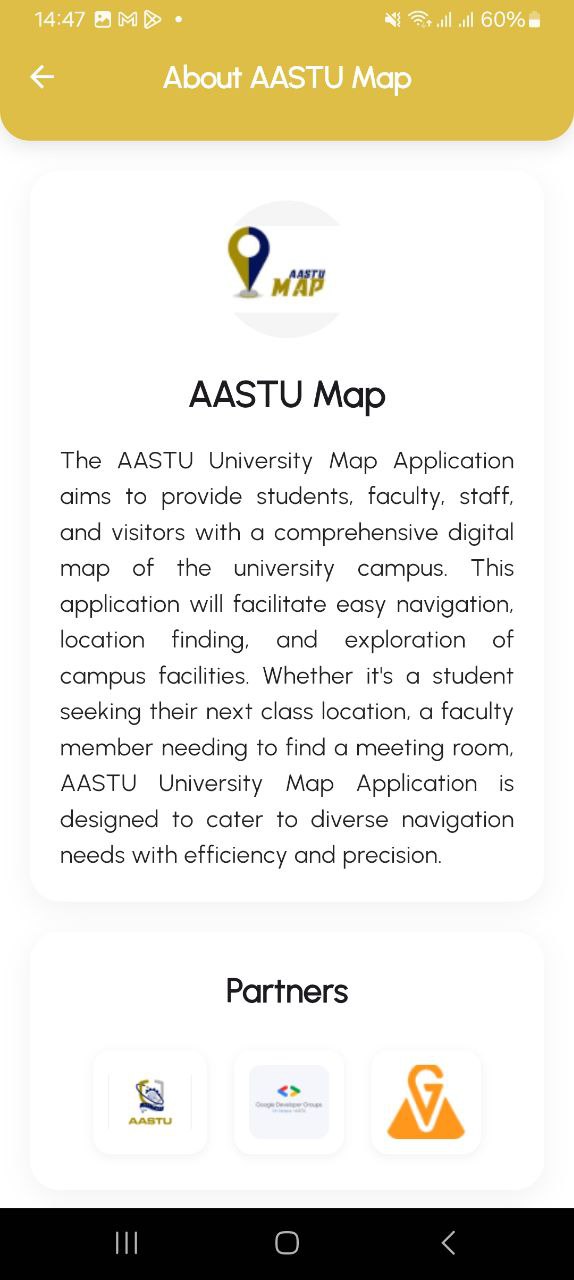 14:47 60%
About AASTU Map
AASTU
MAP
AASTU Map
The AASTU University Map Application
aims to provide students, faculty, staff,
and visitors with a comprehensive digital
map of the university campus. This
application will facilitate easy navigation,
location finding, and exploration of
campus facilities. Whether it's a student
seeking their next class location, a faculty
member needing to find a meeting room,
AASTU University Map Application is
designed to cater to diverse navigation
needs with efficiency and precision.
Partners
AASTU
Google Developer Groups
GV